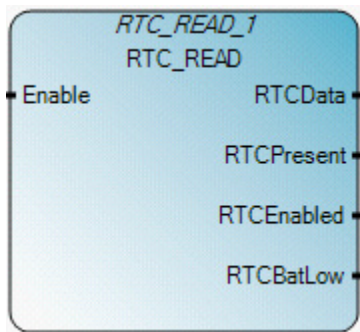 RTC_READ_1
RTC_READ
Enable RTCData
RTCPresent
RTCEnabled
RTCBatLow